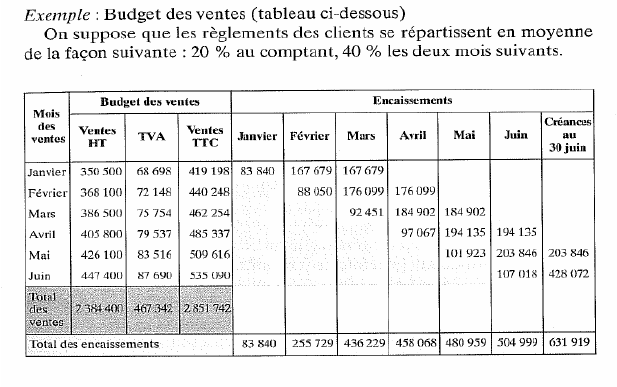 Exemple : Budget des ventes (tableau ci-dessous)
On suppose que les règlements des clients se répartissent en moyenne
de la façon suivante : 20 % au comptant, 40 % les deux mois suivants.
Mois des ventes | Budget des ventes | Encaissements
Ventes HT | TVA | Ventes TTC | Janvier | Février | Mars | Avril | Mai | Juin | Créances au 30 juin
Janvier 350 500 68 698 419 198 83 840 167 679 167 679
Février 368 100 72 148 440 248 88 050 176 099 176 099
Mars 386 500 75 754 462 254 92 451 184 902 184 902
Avril 405 800 79 537 485 337 97 067 194 135 194 135
Mai 426 100 83 516 509 616 101 923 203 846 203 846
Juin 447 400 87 690 535 090 107 018 428 072
Total des ventes 2 384 400 467 342 2 851 742
Total des encaissements 83 840 255 729 436 229 458 068 480 959 504 999 631 919